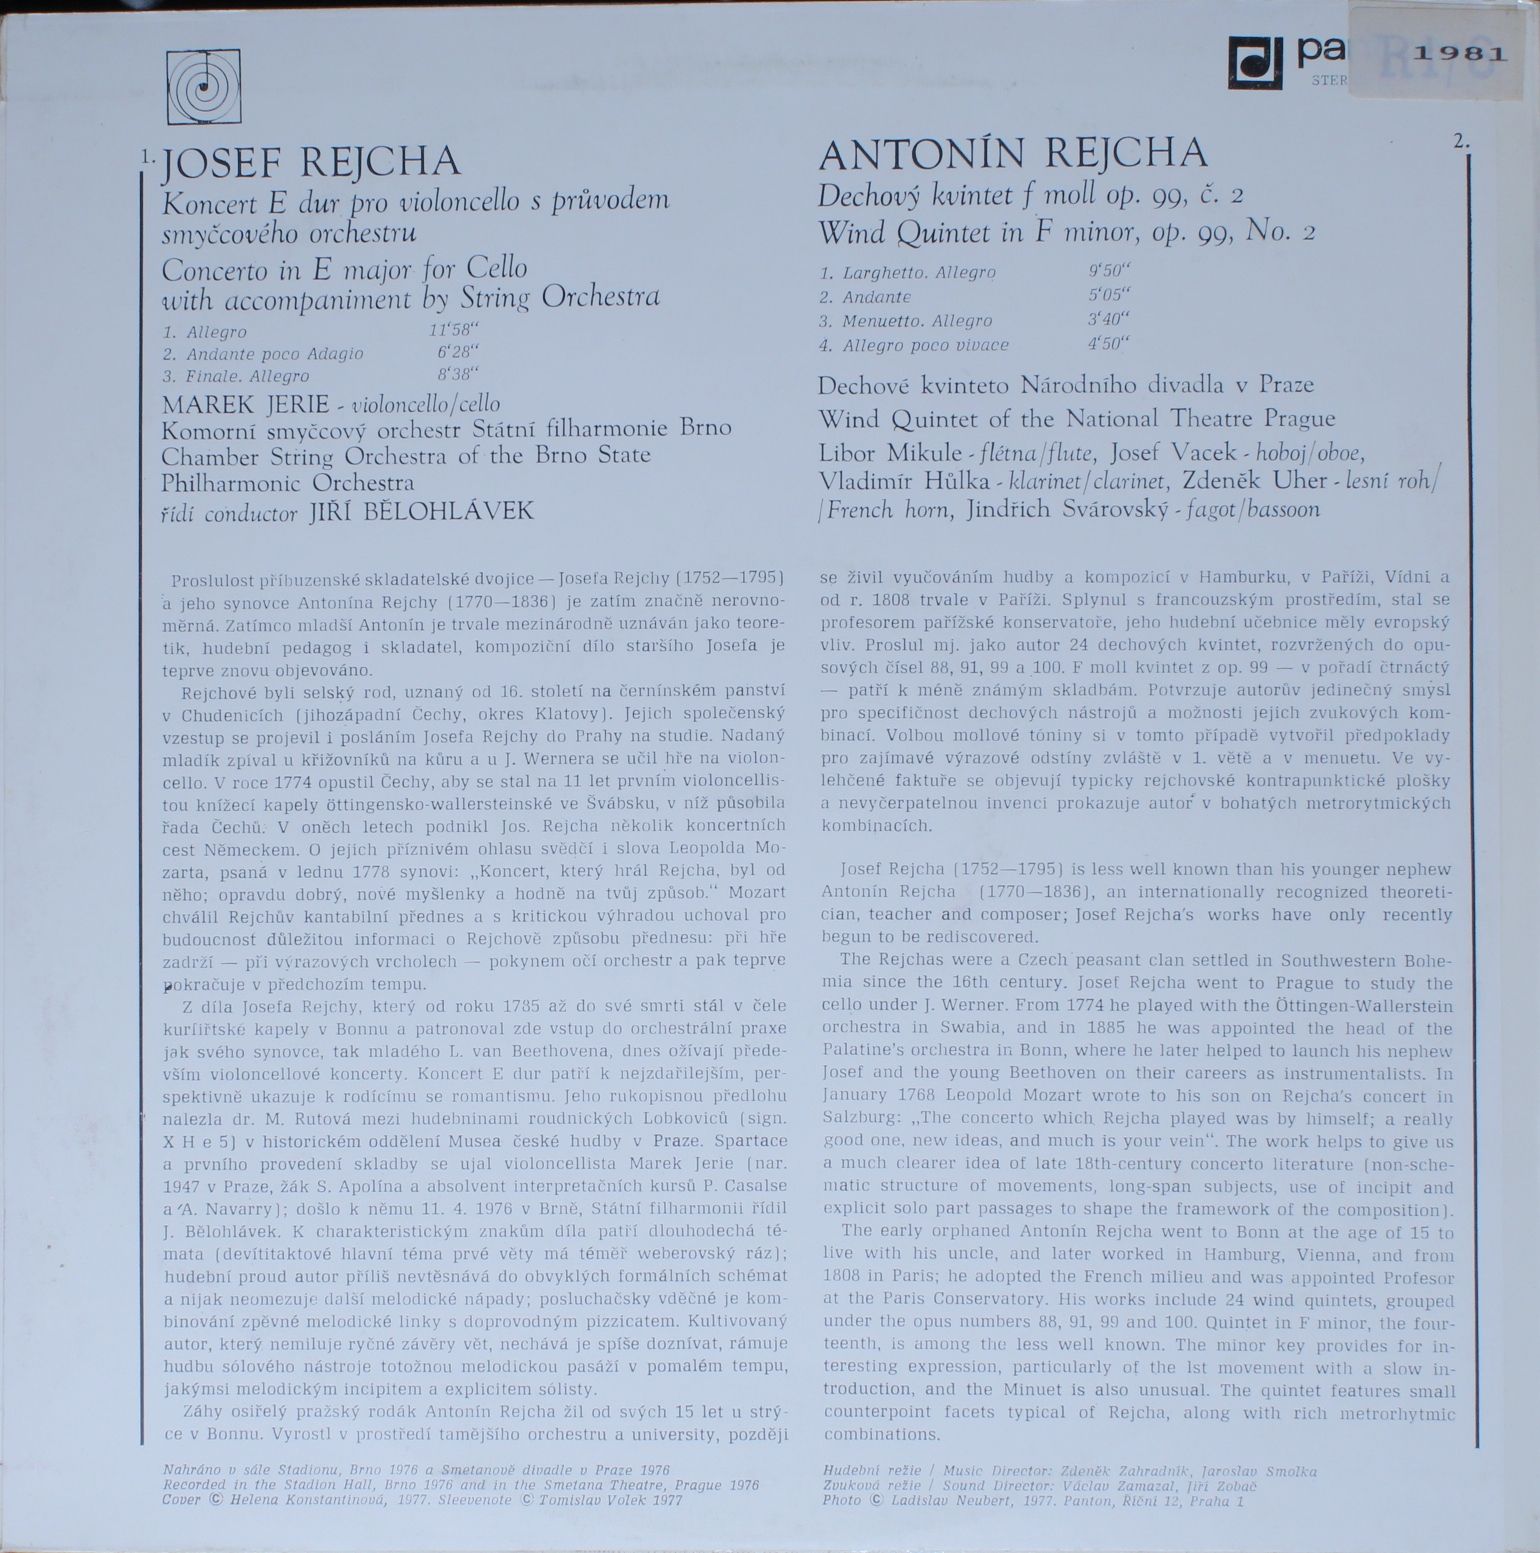 1981
1. JOSEF REJCHA
Koncert E dur pro violoncello s průvodem
smyčcového orchestru
Concerto in E major for Cello
with accompaniment by String Orchestra
1. Allegro 11‘58“
2. Andante poco Adagio 6‘28“
3. Finale. Allegro 8‘38“
MAREK JERIE - violoncello/cello
Komorní smyčcový orchestr Státní filharmonie Brno
Chamber String Orchestra of the Brno State
Philharmonic Orchestra
řídí conductor JIŘÍ BĚLOHLÁVEK
2.
ANTONÍN REJCHA
Dechový kvintet f moll op. 99, č. 2
Wind Quintet in F minor, op. 99, No. 2
1. Larghetto. Allegro 9‘50“
2. Andante 5‘05“
3. Menuetto. Allegro 3‘40“
4. Allegro poco vivace 4‘50“
Dechové kvinteto Národního divadla v Praze
Wind Quintet of the National Theatre Prague
Libor Mikule - flétna/flute, Josef Vacek - hoboj/oboe,
Vladimír Hůlka - klarinet/clarinet, Zdeněk Uher - lesní roh/
/French horn, Jindřich Svárovský - fagot/bassoon
Proslulost příbuzenské skladatelské dvojice — Josefa Rejchy (1752—1795)
a jeho synovce Antonína Rejchy (1770—1836) je zatím značně nerovno-
měrná. Zatímco mladší Antonín je trvale mezinárodně uznáván jako teore-
tik, hudební pedagog i skladatel, kompoziční dílo staršího Josefa je
teprve znovu objevováno.
Rejchové byli selský rod, uznaný od 16. století na černínském panství
v Chudenicích (jihozápadní Čechy, okres Klatovy). Jejich společenský
vzestup se projevil i posláním Josefa Rejchy do Prahy na studie. Nadaný
mladík zpíval u křižovníků na kůru a u J. Wernera se učil hře na violon-
cello. V roce 1774 opustil Čechy, aby se stal na 11 let prvním violoncellis-
tou knížecí kapely öttingensko-wallersteinské ve Švábsku, v níž působila
řada Čechů. V oněch letech podnikl Jos. Rejcha několik koncertních
cest Německem. O jejich příznivém ohlasu svědčí i slova Leopolda Mo-
zarta, psaná v lednu 1778 synovi: „Koncert, který hrál Rejcha, byl od
něho; opravdu dobrý, nové myšlenky a hodně na tvůj způsob.“ Mozart
chválil Rejchův kantabilní přednes a s kritickou výhradou uchoval pro
budoucnost důležitou informaci o Rejchově způsobu přednesu: při hře
zadrží — při výrazových vrcholech — pokynem očí orchestr a pak teprve
pokračuje v předchozím tempu.
Z díla Josefa Rejchy, který od roku 1785 až do své smrti stál v čele
kurfiřtské kapely v Bonnu a patronoval zde vstup do orchestrální praxe
jak svého synovce, tak mladého L. van Beethovena, dnes ožívají přede-
vším violoncellové koncerty. Koncert E dur patří k nejzdařilejším, per-
spektivně ukazuje k rodícímu se romantismu. Jeho rukopisnou předlohu
nalezla dr. M. Rutová mezi hudebninami roudnických Lobkoviců (sign.
X H e 5) v historickém oddělení Musea české hudby v Praze. Spartace
a prvního provedení skladby se ujal violoncellista Marek Jerie (nar.
1947 v Praze, žák S. Apolína a absolvent interpretačních kursů P. Casalse
a A. Navarry); došlo k němu 11. 4. 1976 v Brně, Státní filharmonii řídil
J. Bělohlávek. K charakteristickým znakům díla patří dlouhodechá té-
mata (devítitaktové hlavní téma prvé věty má téměř weberovský ráz);
hudební proud autor příliš nevtěsnává do obvyklých formálních schémat
a nijak neomezuje další melodické nápady; posluchačsky vděčné je kom-
binování zpěvné melodické linky s doprovodným pizzicatem. Kultivovaný
autor, který nemiluje ryčné závěry vět, nechává je spíše doznívat, rámuje
hudbu sólového nástroje totožnou melodickou pasáží v pomalém tempu,
jakýmsi melodickým incipitem a explicitem sólisty.
Záhy osiřelý pražský rodák Antonín Rejcha žil od svých 15 let u strý-
ce v Bonnu. Vyrostl v prostředí tamějšího orchestru a university, později
se živil vyučováním hudby a kompozicí v Hamburku, v Paříži, Vídni a
od r. 1808 trvale v Paříži. Splynul s francouzským prostředím, stal se
profesorem pařížské konservatoře, jeho hudební učebnice měly evropský
vliv. Proslul mj. jako autor 24 dechových kvintet, rozvržených do opu-
sových čísel 88, 91, 99 a 100. F moll kvintet z op. 99 — v pořadí čtrnáctý
— patří k méně známým skladbám. Potvrzuje autorův jedinečný smysl
pro specifičnost dechových nástrojů a možnosti jejich zvukových kom-
binací. Volbou mollové tóniny si v tomto případě vytvořil předpoklady
pro zajímavé výrazové odstíny zvláště v 1. větě a v menuetu. Ve vy-
lehčené faktuře se objevují typicky rejchovské kontrapunktické plošky
a nevyčerpatelnou invenci prokazuje autor v bohatých metrorytmických
kombinacích.
Josef Rejcha (1752—1795) is less well known than his younger nephew
Antonín Rejcha (1770—1836), an internationally recognized theoreti-
cian, teacher and composer; Josef Rejcha's works have only recently
begun to be rediscovered.
The Rejchas were a Czech peasant clan settled in Southwestern Bohe-
mia since the 16th century. Josef Rejcha went to Prague to study the
cello under J. Werner. From 1774 he played with the Öttingen-Wallerstein
orchestra in Swabia, and in 1885 he was appointed the head of the
Palatine's orchestra in Bonn, where he later helped to launch his nephew
Josef and the young Beethoven on their careers as instrumentalists. In
January 1768 Leopold Mozart wrote to his son on Rejcha's concert in
Salzburg: „The concerto which Rejcha played was by himself; a really
good one, new ideas, and much is your vein“. The work helps to give us
a much clearer idea of late 18th-century concerto literature (non-sche-
matic structure of movements, long-span subjects, use of incipit and
explicit solo part passages to shape the framework of the composition).
The early orphaned Antonín Rejcha went to Bonn at the age of 15 to
live with his uncle, and later worked in Hamburg, Vienna, and from
1808 in Paris; he adopted the French milieu and was appointed Profesor
at the Paris Conservatory. His works include 24 wind quintets, grouped
under the opus numbers 88, 91, 99 and 100. Quintet in F minor, the four-
teenth, is among the less well known. The minor key provides for in-
teresting expression, particularly of the 1st movement with a slow in-
troduction, and the Minuet is also unusual. The quintet features small
counterpoint facets typical of Rejcha, along with rich metrorhytmic
combinations.
Nahráno v sále Stadionu, Brno 1976 a Smetanově divadle v Praze 1976
Recorded in the Stadion Hall, Brno 1976 and in the Smetana Theatre, Prague 1976
Cover © Helena Konstantinová, 1977. Sleevenote © Tomislav Volek 1977
Hudební režie / Music Director: Zdeněk Zahradník, Jaroslav Smolka
Zvuková režie / Sound Director: Václav Zamazal, Jiří Zobač
Photo © Ladislav Neubert, 1977. Panton, Říční 12, Praha 1